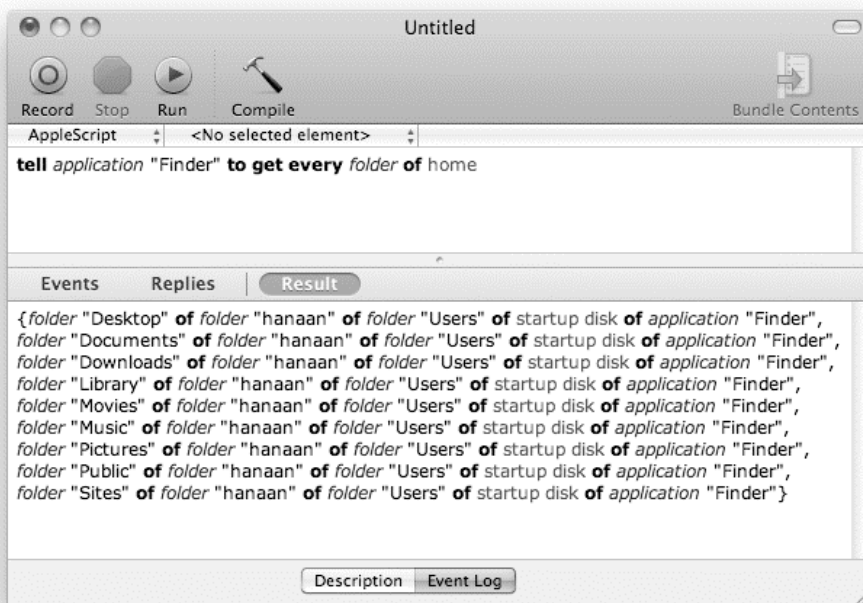 Untitled
Record Stop Run Compile Bundle Contents
AppleScript <No selected element>
tell application "Finder" to get every folder of home
Events Replies Result
{folder "Desktop" of folder "hanaan" of folder "Users" of startup disk of application "Finder",
folder "Documents" of folder "hanaan" of folder "Users" of startup disk of application "Finder",
folder "Downloads" of folder "hanaan" of folder "Users" of startup disk of application "Finder",
folder "Library" of folder "hanaan" of folder "Users" of startup disk of application "Finder",
folder "Movies" of folder "hanaan" of folder "Users" of startup disk of application "Finder",
folder "Music" of folder "hanaan" of folder "Users" of startup disk of application "Finder",
folder "Pictures" of folder "hanaan" of folder "Users" of startup disk of application "Finder",
folder "Public" of folder "hanaan" of folder "Users" of startup disk of application "Finder",
folder "Sites" of folder "hanaan" of folder "Users" of startup disk of application "Finder"}
Description Event Log